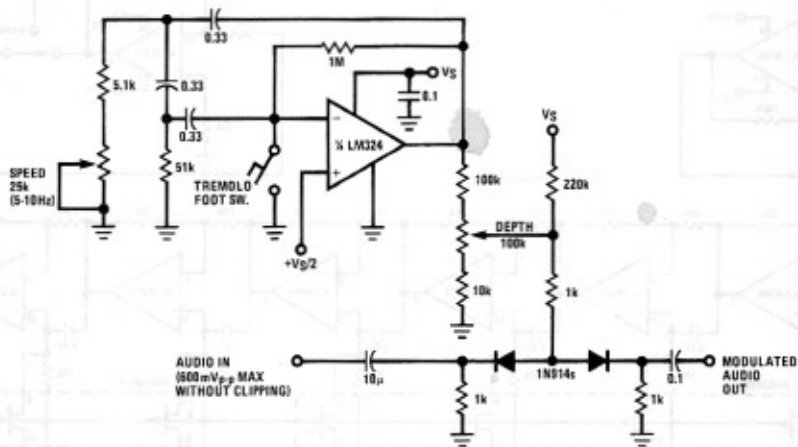 0.33
5.1k
0.33
0.33
1M
VS
0.1
−
¼ LM324
+
51k
SPEED
25k
(5-10Hz)
TREMOLO
FOOT SW.
+VS/2
100k
DEPTH
100k
10k
VS
220k
1k
AUDIO IN
(600mVp-p MAX
WITHOUT CLIPPING)
10µ
1k
1N914s
1k
0.1
MODULATED
AUDIO
OUT